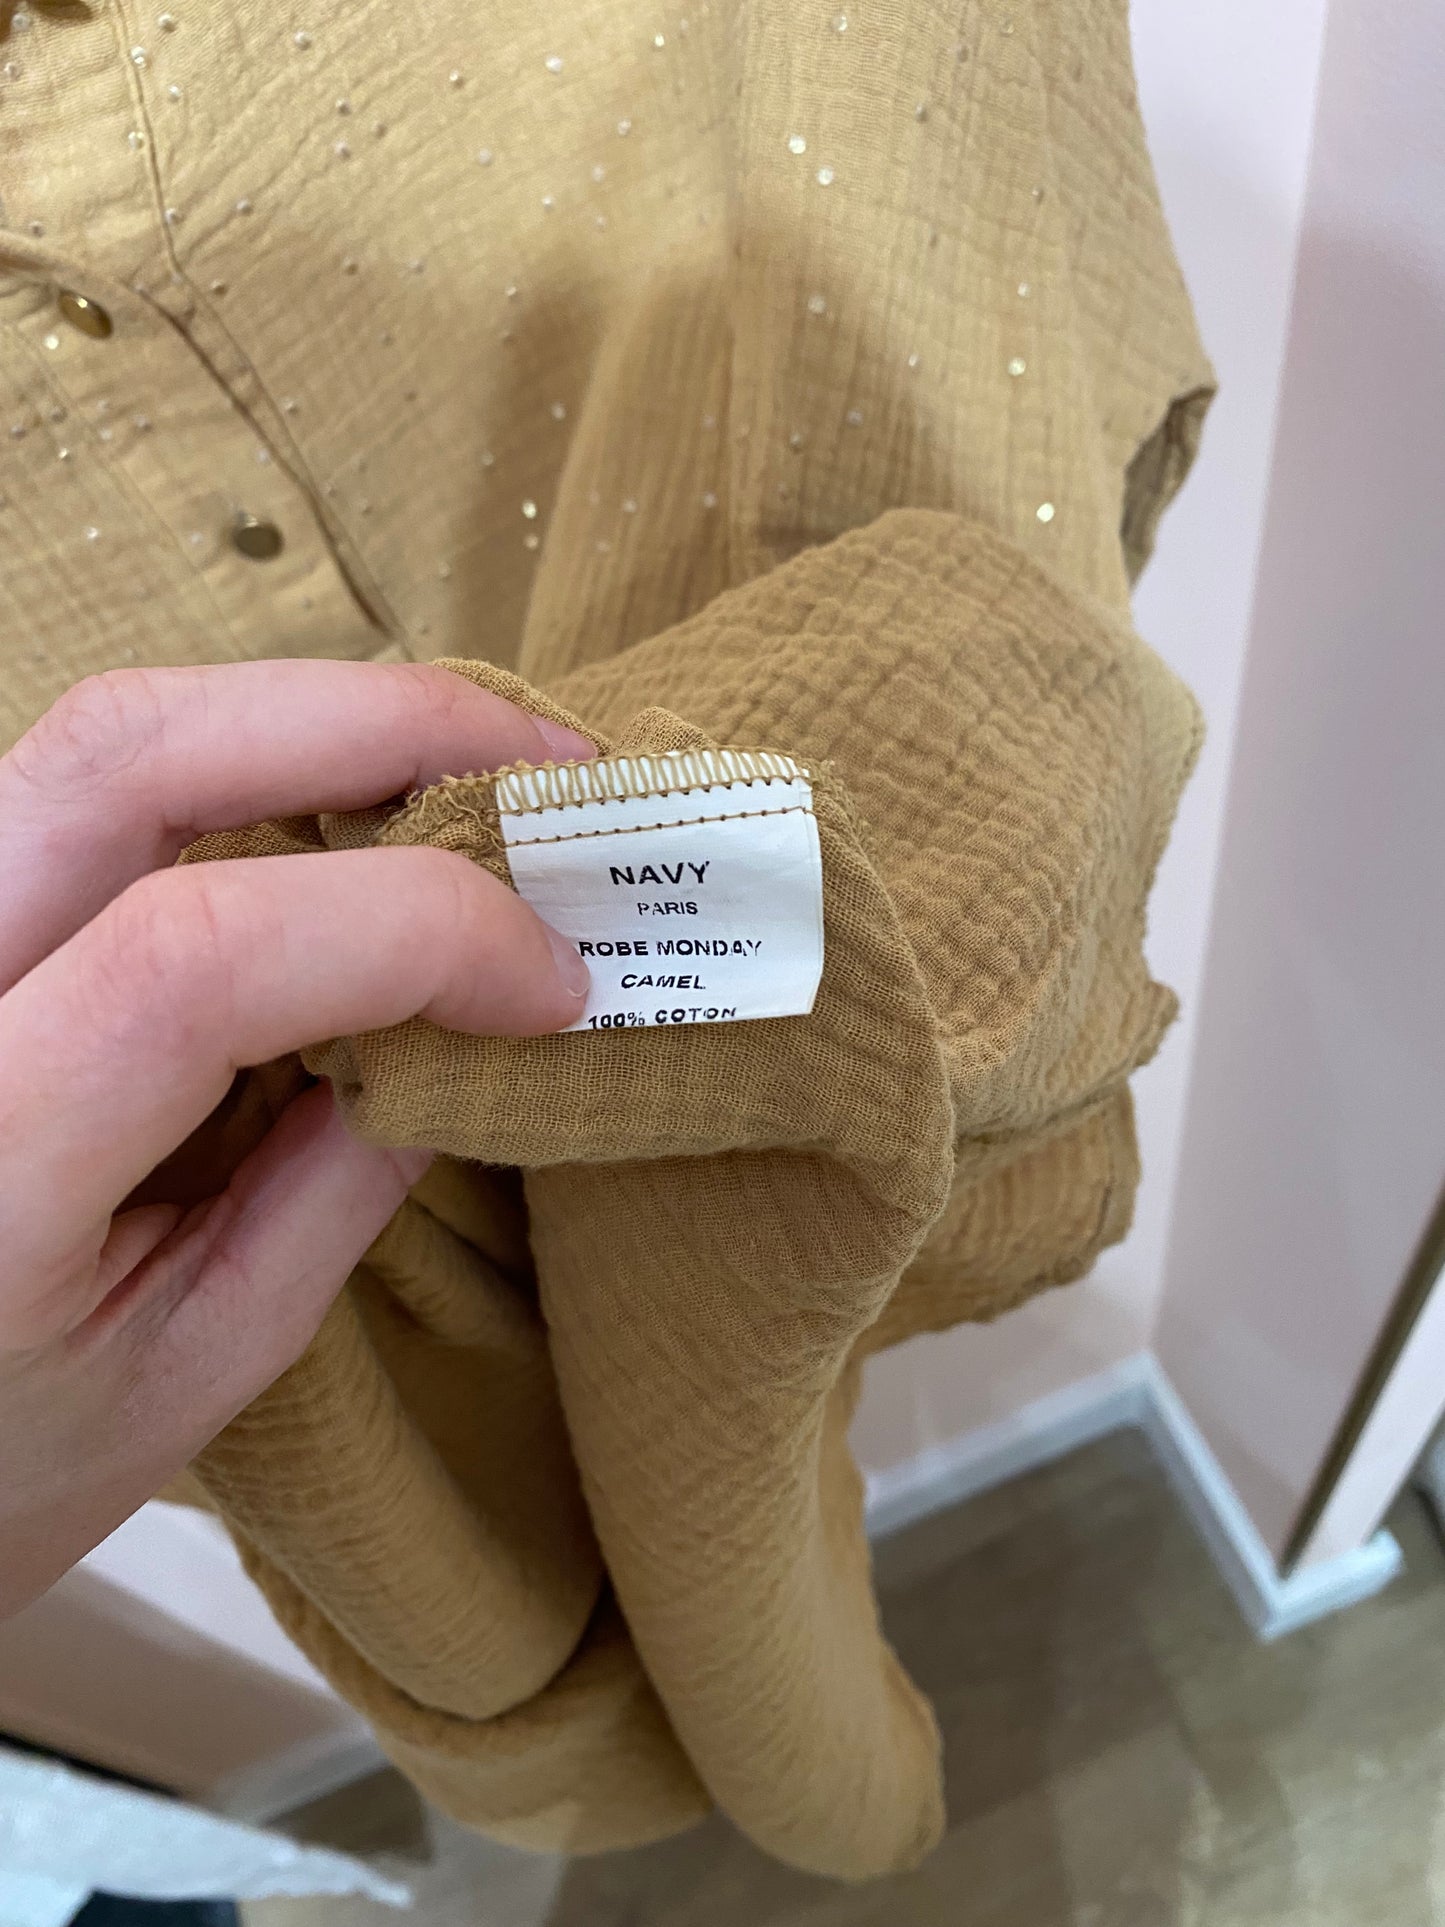 NAVY
PARIS
ROBE MONDAY
CAMEL
100% COTON